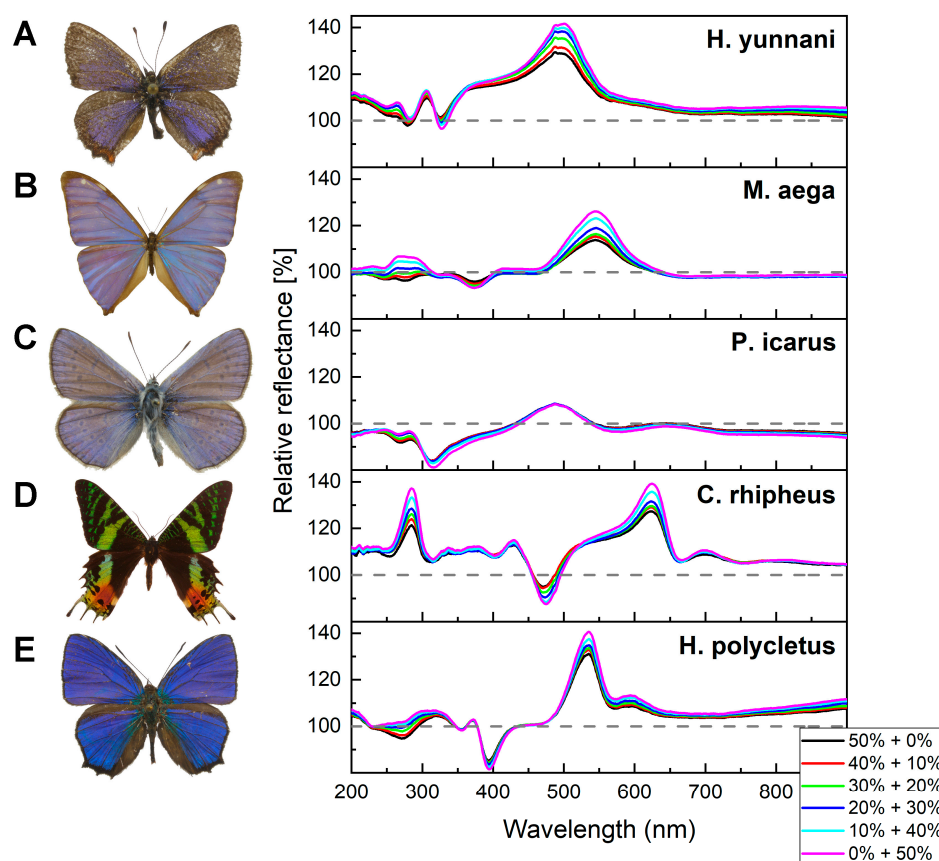 A
B
C
D
E
Relative reflectance [%]
140
120
100
H. yunnani
140
120
100
M. aega
140
120
100
P. icarus
140
120
100
C. rhipheus
140
120
100
H. polycletus
200 300 400 500 600 700 800
Wavelength (nm)
50% + 0%
40% + 10%
30% + 20%
20% + 30%
10% + 40%
0% + 50%